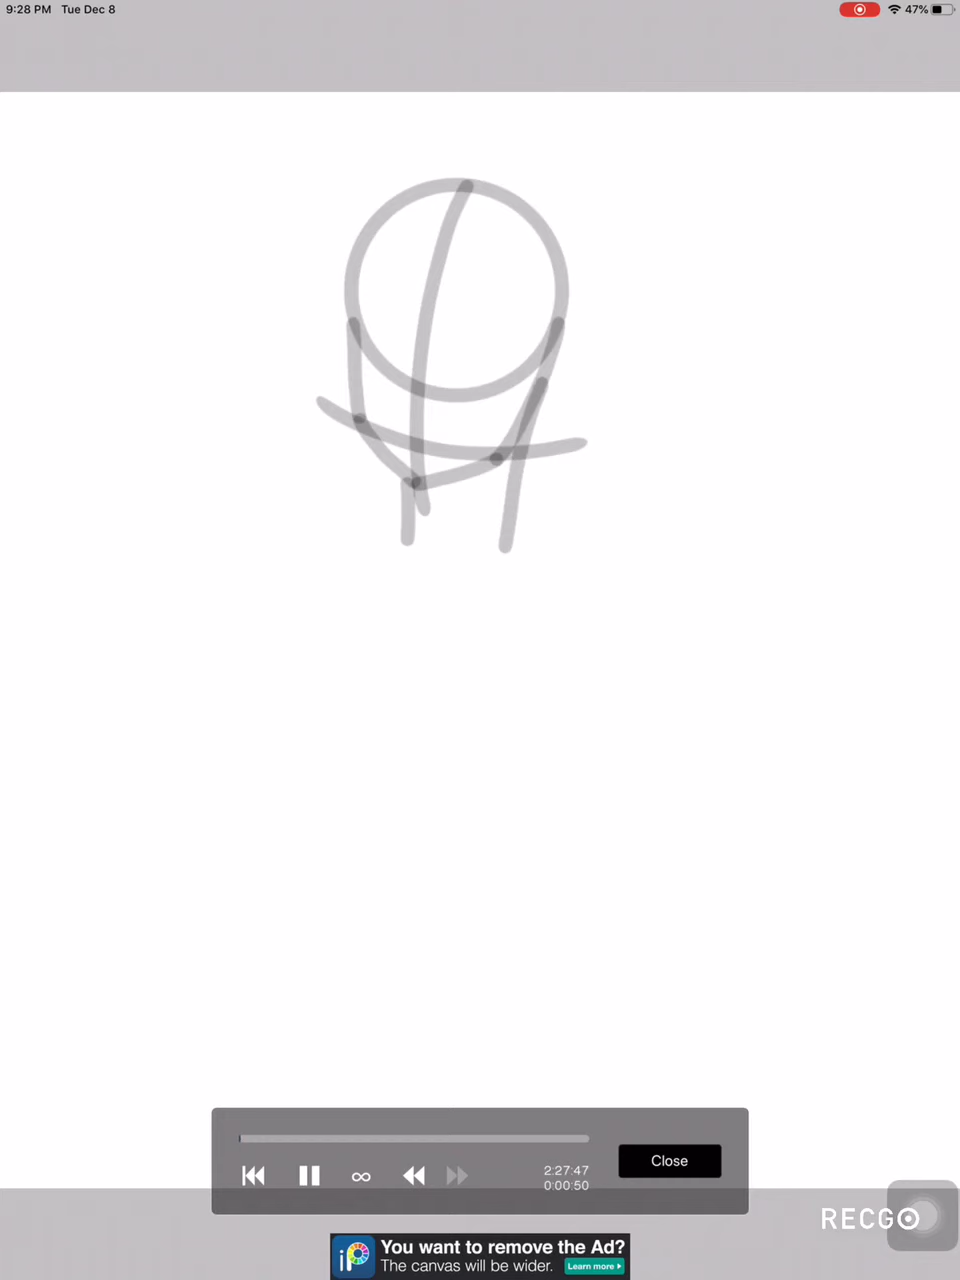 9:28 PM Tue Dec 8
47%
2:27:47
0:00:50
Close
RECGO
iP
You want to remove the Ad?
The canvas will be wider. Learn more